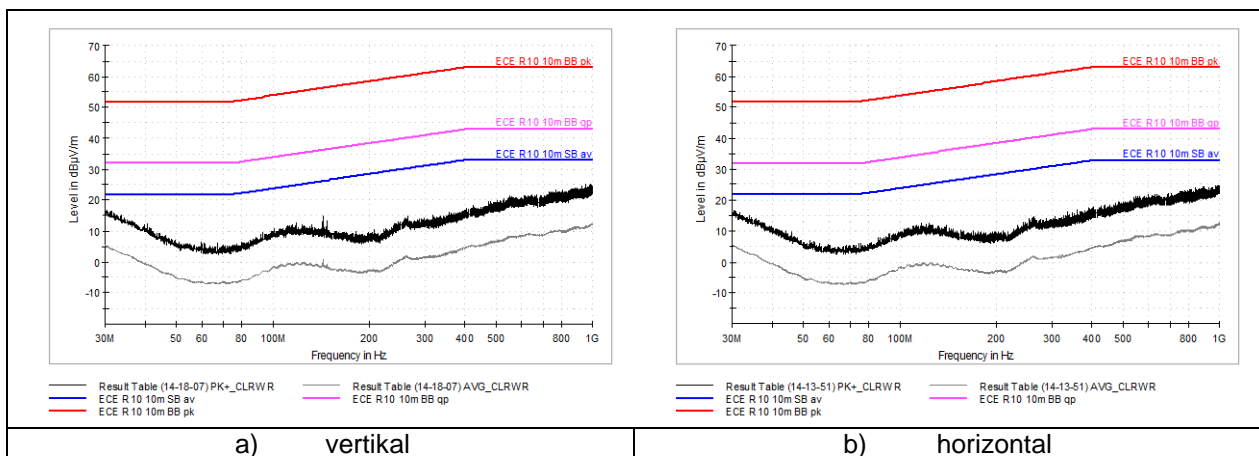 70
60
50
40
30
20
10
0
-10
Level in dBµV/m
ECE R10 10m BB pk
ECE R10 10m BB qp
ECE R10 10m SB av
30M 50 60 80 100M 200 300 400 500 800 1G
Frequency in Hz
Result Table (14-18-07) PK+_CLRWR Result Table (14-18-07) AVG_CLRWR
ECE R10 10m SB av ECE R10 10m BB qp
ECE R10 10m BB pk
a) vertikal
70
60
50
40
30
20
10
0
-10
Level in dBµV/m
ECE R10 10m BB pk
ECE R10 10m BB qp
ECE R10 10m SB av
30M 50 60 80 100M 200 300 400 500 800 1G
Frequency in Hz
Result Table (14-13-51) PK+_CLRWR Result Table (14-13-51) AVG_CLRWR
ECE R10 10m SB av ECE R10 10m BB qp
ECE R10 10m BB pk
b) horizontal